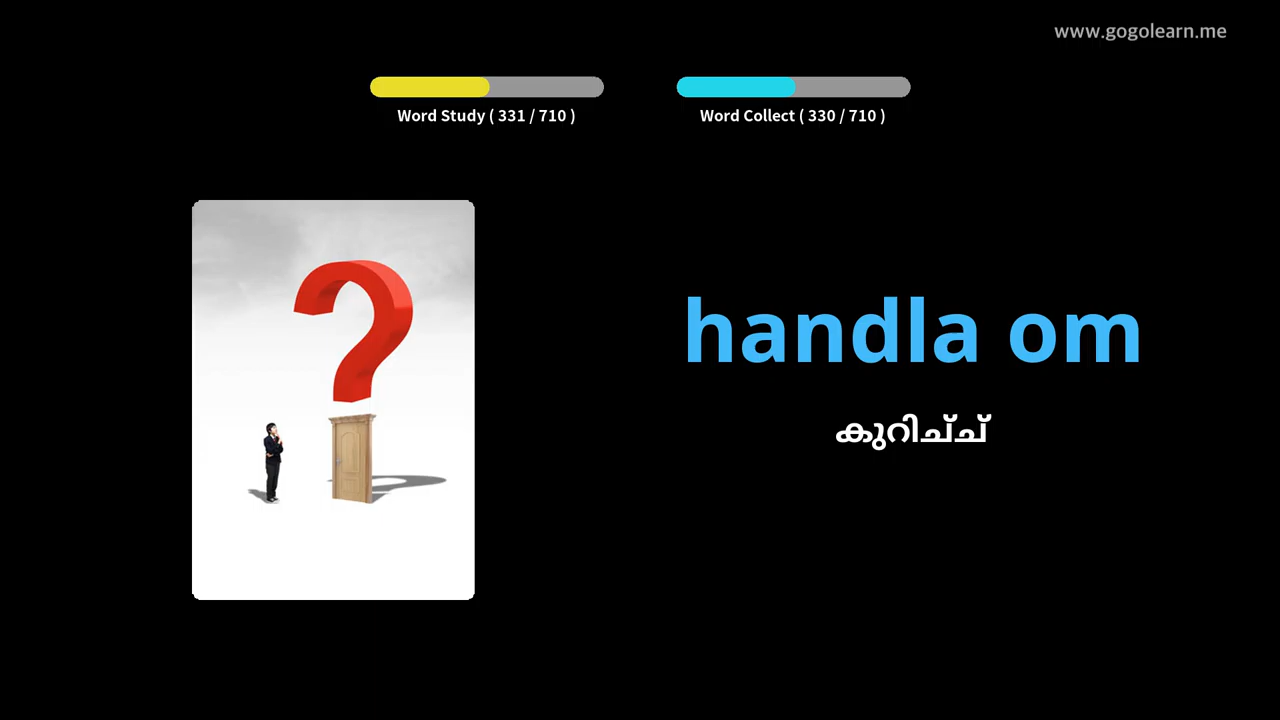 www.gogolearn.me
Word Study ( 331 / 710 )
Word Collect ( 330 / 710 )
handla om
കുറിച്ച്